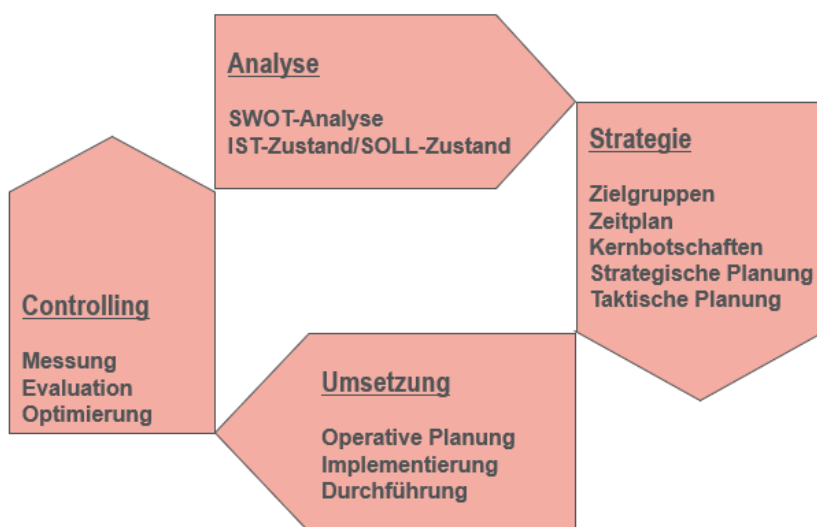 Analyse
SWOT-Analyse
IST-Zustand/SOLL-Zustand
Strategie
Zielgruppen
Zeitplan
Kernbotschaften
Strategische Planung
Taktische Planung
Umsetzung
Operative Planung
Implementierung
Durchführung
Controlling
Messung
Evaluation
Optimierung